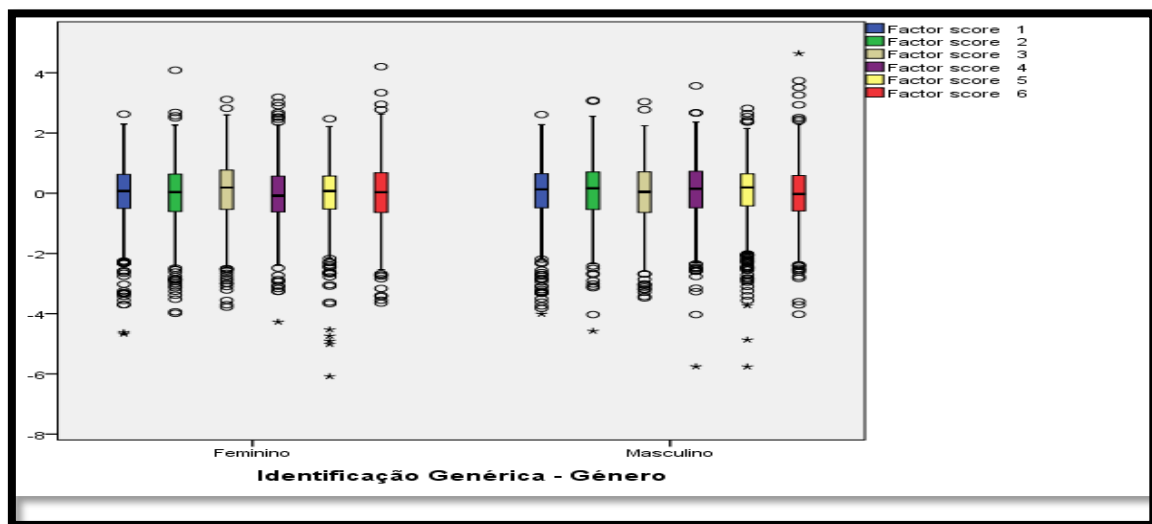 4
2
0
-2
-4
-6
-8
Feminino Masculino
Identificação Genérica - Género
Factor score 1
Factor score 2
Factor score 3
Factor score 4
Factor score 5
Factor score 6